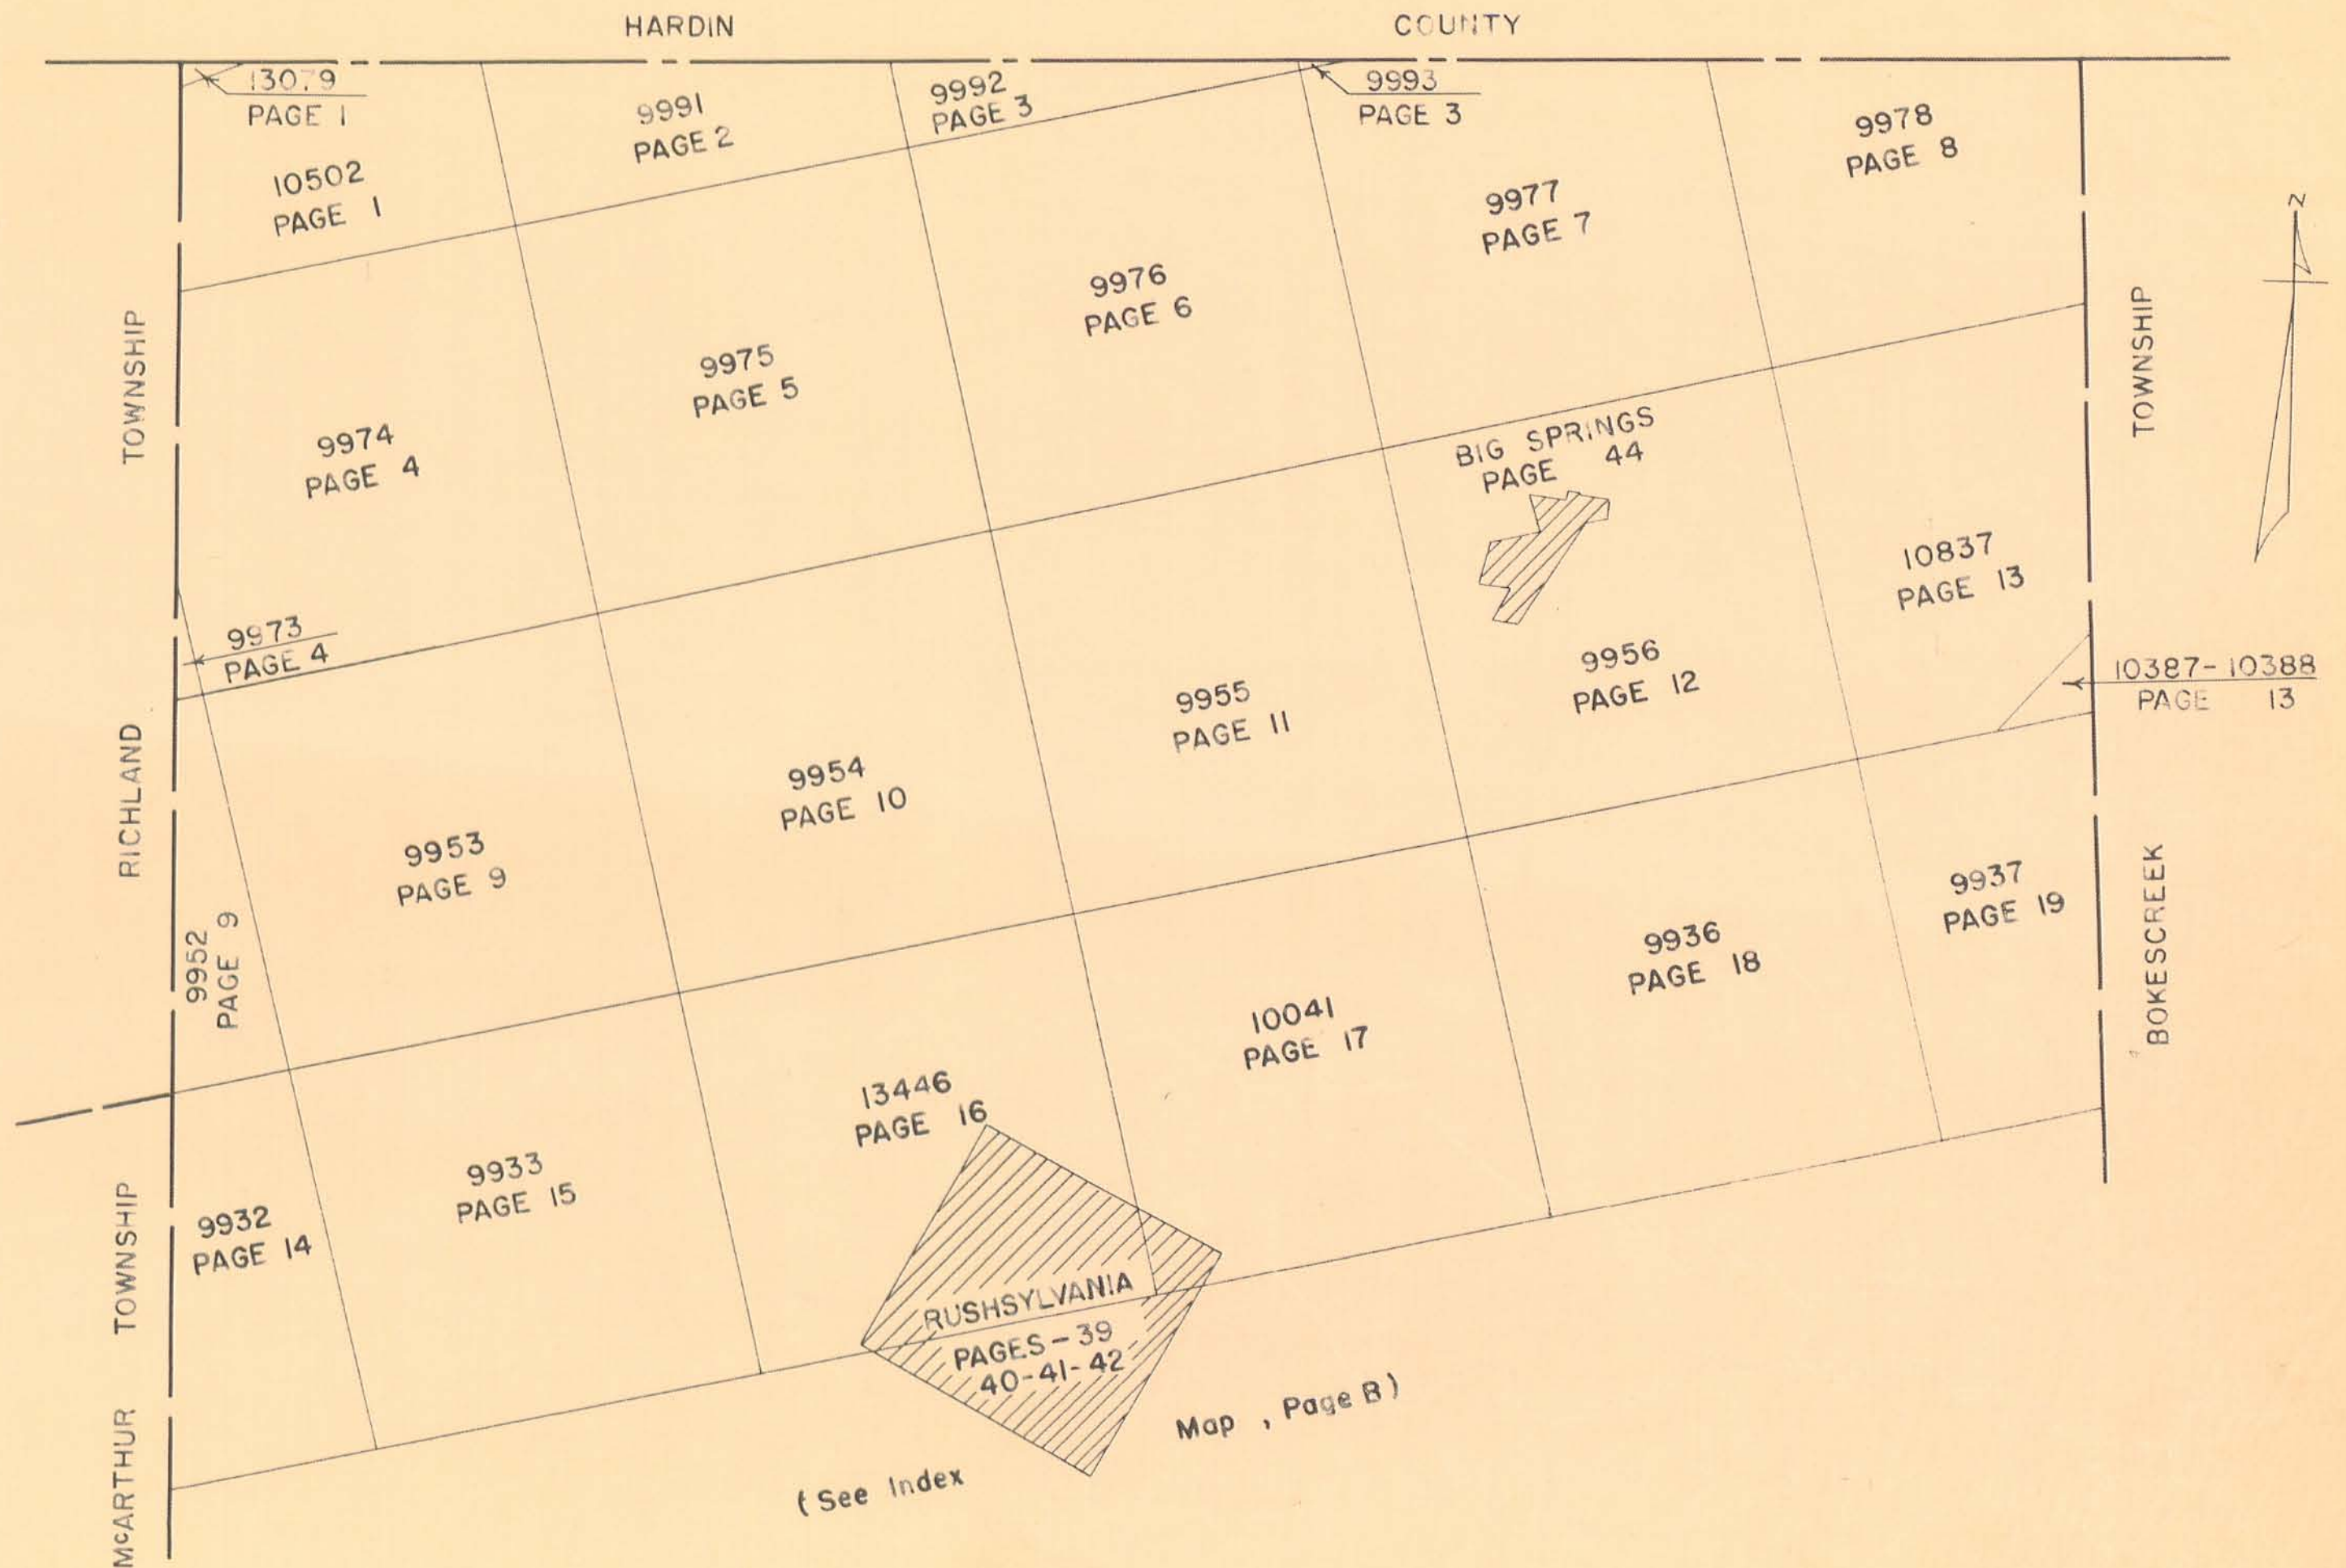 HARDIN COUNTY
13079
PAGE 1
10502
PAGE 1
9991
PAGE 2
9992
PAGE 3
9993
PAGE 3
9978
PAGE 8
9977
PAGE 7
N
9976
PAGE 6
9975
PAGE 5
9974
PAGE 4
TOWNSHIP
TOWNSHIP
BIG SPRINGS
PAGE 44
10837
PAGE 13
9973
PAGE 4
10387-10388
PAGE 13
9956
PAGE 12
9955
PAGE 11
9954
PAGE 10
9953
PAGE 9
RICHLAND
9952
PAGE 9
9937
PAGE 19
BOKESCREEK
9936
PAGE 18
10041
PAGE 17
13446
PAGE 16
9933
PAGE 15
9932
PAGE 14
TOWNSHIP
McARTHUR
RUSHSYLVANIA
PAGES-39
40-41-42
(See Index Map , Page B)